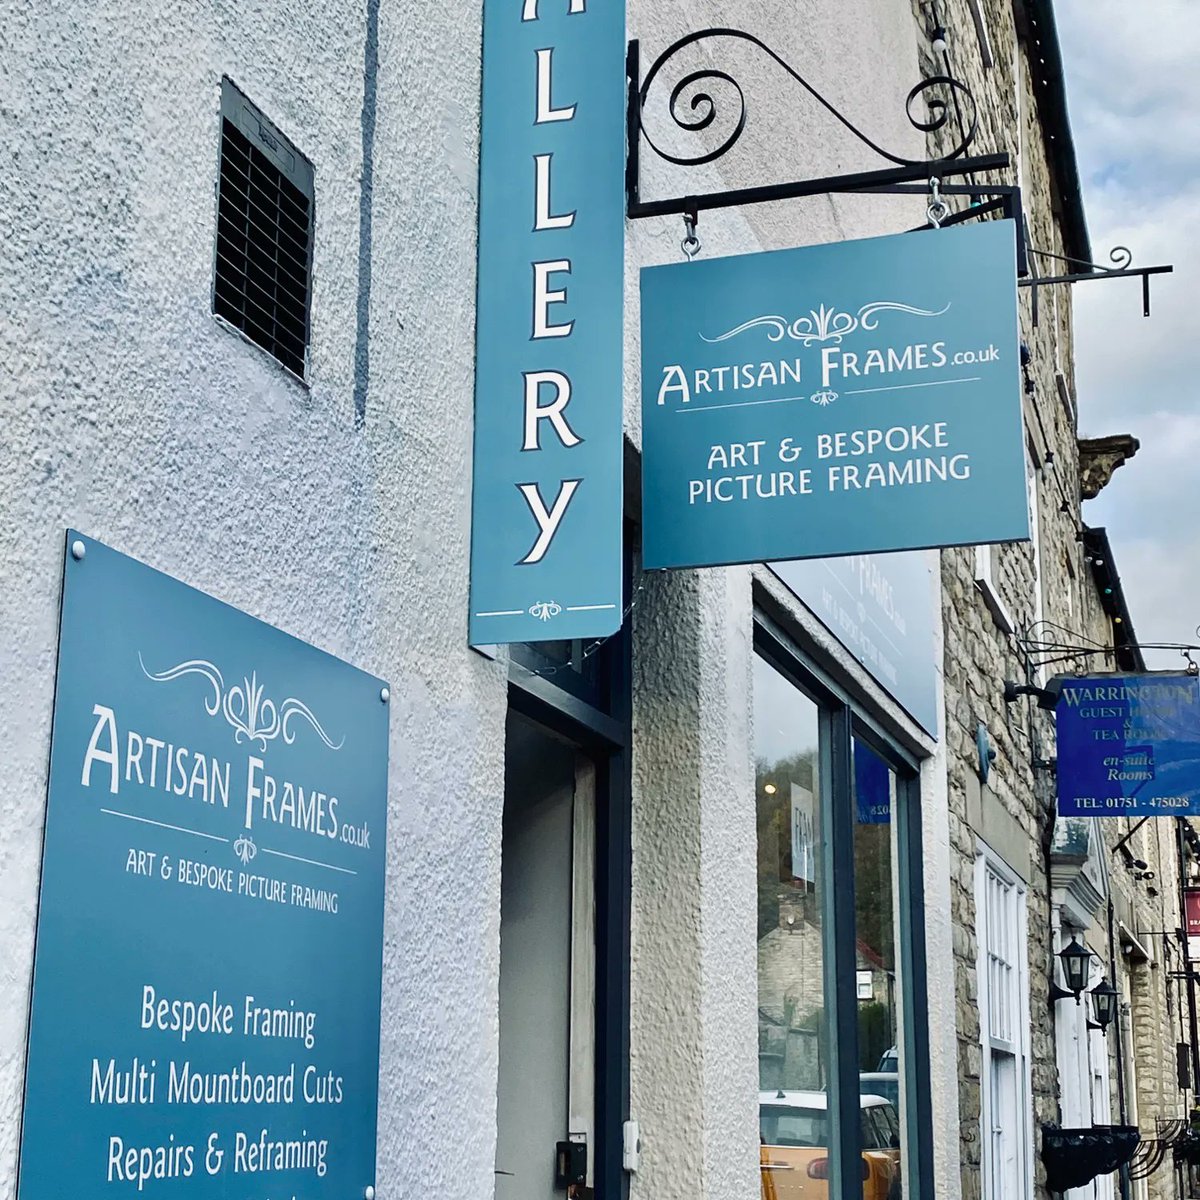 ALLERY
ARTISAN FRAMES.co.uk
ART & BESPOKE
PICTURE FRAMING
ARTISAN FRAMES.co.uk
ART & BESPOKE PICTURE FRAMING
Bespoke Framing
Multi Mountboard Cuts
Repairs & Reframing
WARRINGTON
GUEST HOUSE
&
TEA ROOM
en-suite
Rooms
TEL: 01751 - 475028